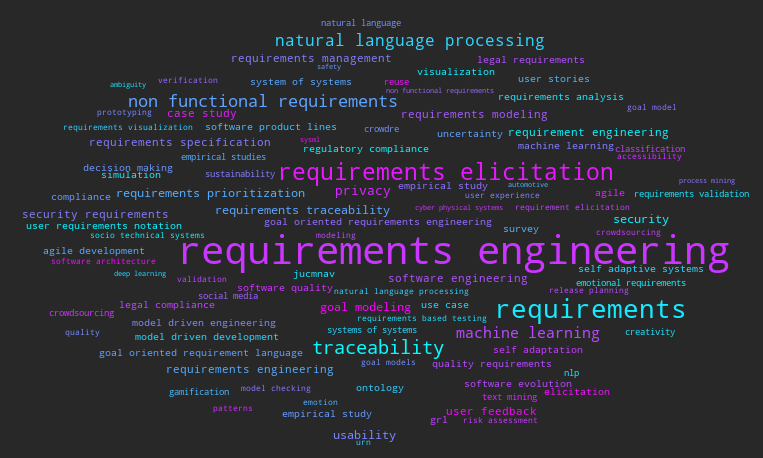 natural language
natural language processing
requirements management
legal requirements
safety
visualization
ambiguity
verification
system of systems
reuse
user stories
non functional requirements
non functional requirements
requirements analysis
prototyping
case study
requirements modeling
goal model
requirements visualization
software product lines
crowdre
uncertainty
requirement engineering
requirements specification
sysml
regulatory compliance
machine learning
classification
empirical studies
accessibility
decision making
simulation
sustainability
requirements elicitation
process mining
compliance
requirements prioritization
privacy
empirical study
automotive
user experience
agile
requirements validation
security requirements
requirements traceability
cyber physical systems
requirement elicitation
user requirements notation
goal oriented requirements engineering
security
socio technical systems
modeling
survey
crowdsourcing
agile development
requirements engineering
software architecture
self adaptive systems
deep learning
validation
jucmnav
software engineering
emotional requirements
software quality
natural language processing
release planning
social media
legal compliance
goal modeling
use case
requirements
crowdsourcing
model driven engineering
requirements based testing
quality
model driven development
systems of systems
machine learning
creativity
goal oriented requirement language
traceability
self adaptation
requirements engineering
goal models
quality requirements
nlp
gamification
model checking
ontology
software evolution
elicitation
text mining
emotion
patterns
empirical study
user feedback
grl
risk assessment
usability
urn